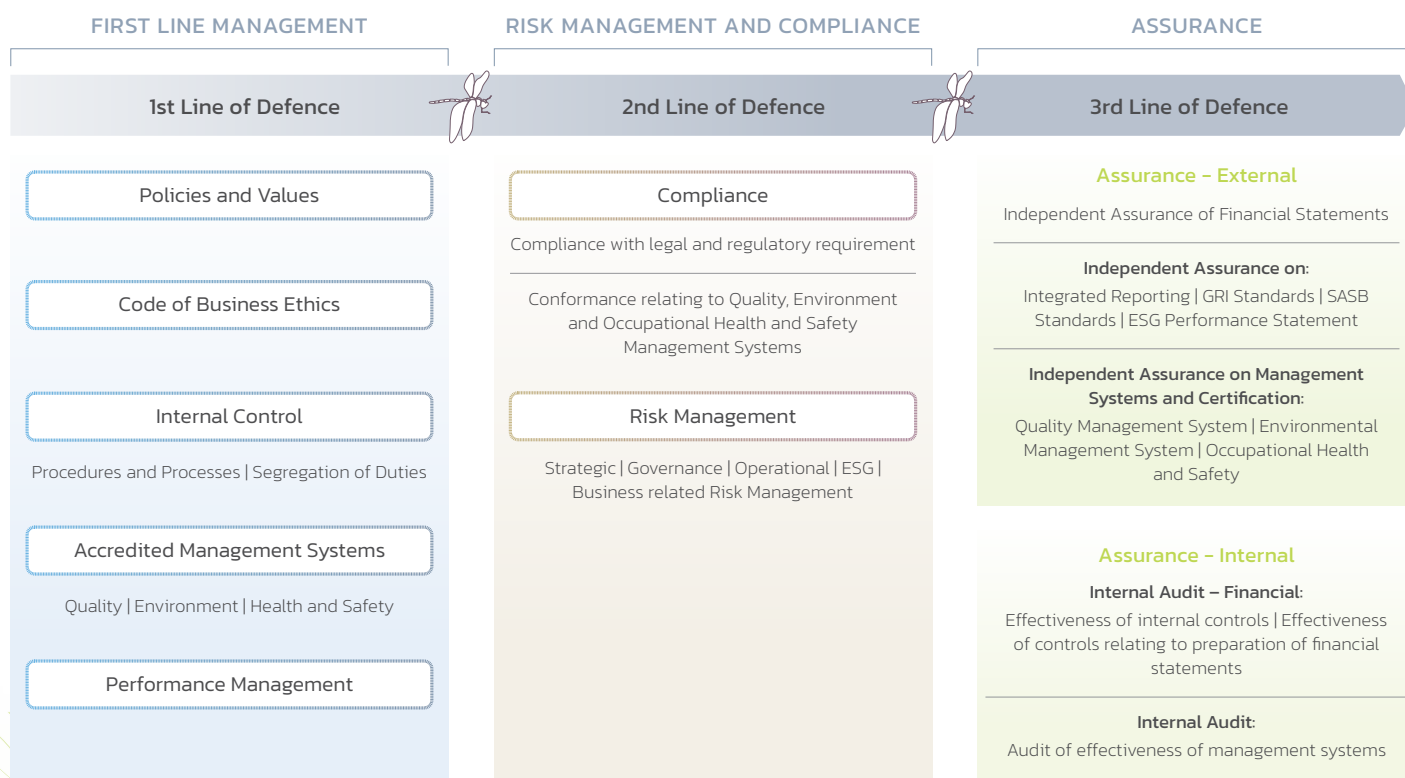 FIRST LINE MANAGEMENT
1st Line of Defence
Policies and Values
Code of Business Ethics
Internal Control
Procedures and Processes | Segregation of Duties
Accredited Management Systems
Quality | Environment | Health and Safety
Performance Management
RISK MANAGEMENT AND COMPLIANCE
2nd Line of Defence
Compliance
Compliance with legal and regulatory requirement
Conformance relating to Quality, Environment
and Occupational Health and Safety
Management Systems
Risk Management
Strategic | Governance | Operational | ESG |
Business related Risk Management
ASSURANCE
3rd Line of Defence
Assurance - External
Independent Assurance of Financial Statements
Independent Assurance on:
Integrated Reporting | GRI Standards | SASB
Standards | ESG Performance Statement
Independent Assurance on Management
Systems and Certification:
Quality Management System | Environmental
Management System | Occupational Health
and Safety
Assurance - Internal
Internal Audit – Financial:
Effectiveness of internal controls | Effectiveness
of controls relating to preparation of financial
statements
Internal Audit:
Audit of effectiveness of management systems